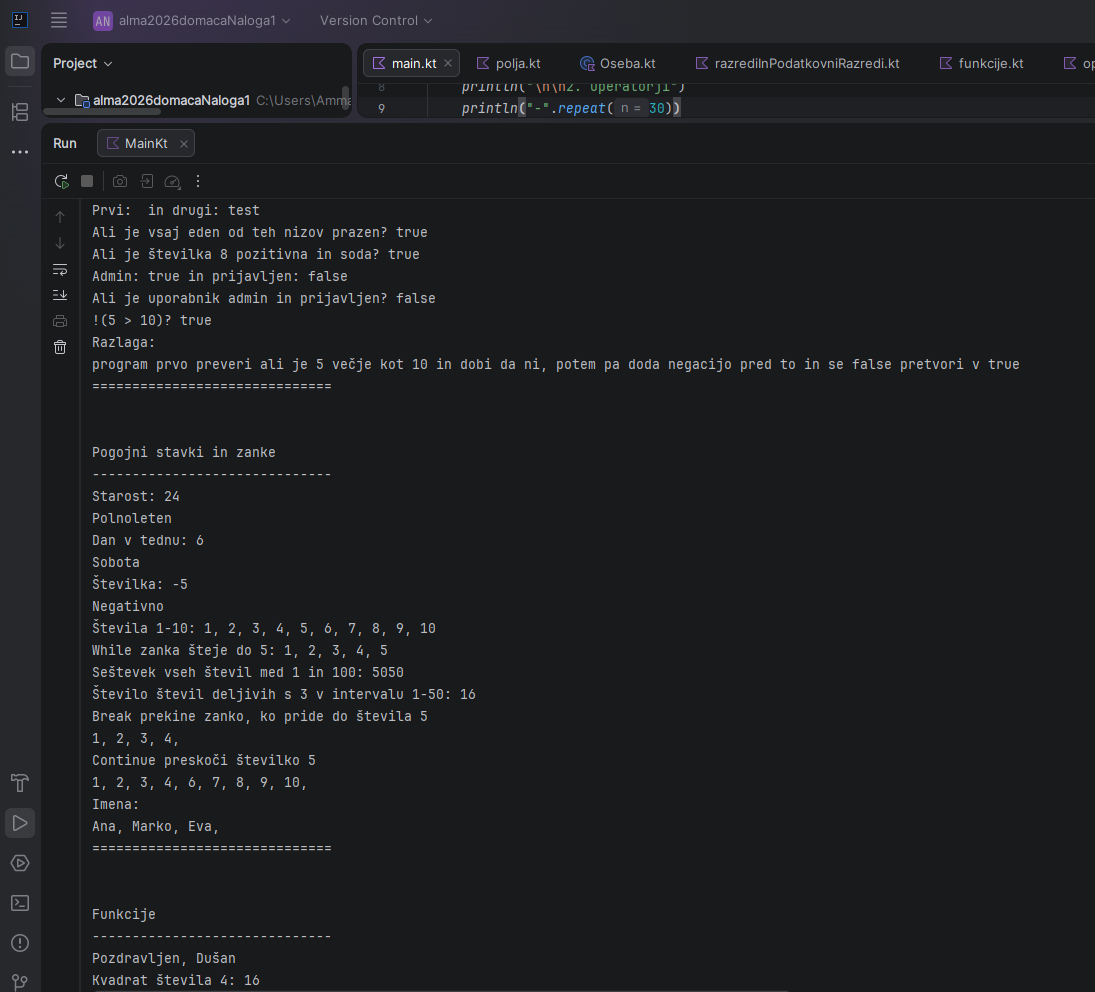 IJ
AN alma2026domacaNaloga1 Version Control
Project
main.kt polja.kt Oseba.kt razrediInPodatkovniRazredi.kt funkcije.kt op
alma2026domacaNaloga1 C:\Users\Amma
8 println("\n\n2. Operatorji")
9 println("-".repeat( n = 30))
Run MainKt
Prvi:  in drugi: test
Ali je vsaj eden od teh nizov prazen? true
Ali je številka 8 pozitivna in soda? true
Admin: true in prijavljen: false
Ali je uporabnik admin in prijavljen? false
!(5 > 10)? true
Razlaga:
program prvo preveri ali je 5 večje kot 10 in dobi da ni, potem pa doda negacijo pred to in se false pretvori v true
==============================
Pogojni stavki in zanke
------------------------------
Starost: 24
Polnoleten
Dan v tednu: 6
Sobota
Številka: -5
Negativno
Števila 1-10: 1, 2, 3, 4, 5, 6, 7, 8, 9, 10
While zanka šteje do 5: 1, 2, 3, 4, 5
Seštevek vseh števil med 1 in 100: 5050
Število števil deljivih s 3 v intervalu 1-50: 16
Break prekine zanko, ko pride do števila 5
1, 2, 3, 4,
Continue preskoči številko 5
1, 2, 3, 4, 6, 7, 8, 9, 10,
Imena:
Ana, Marko, Eva,
==============================
Funkcije
------------------------------
Pozdravljen, Dušan
Kvadrat števila 4: 16